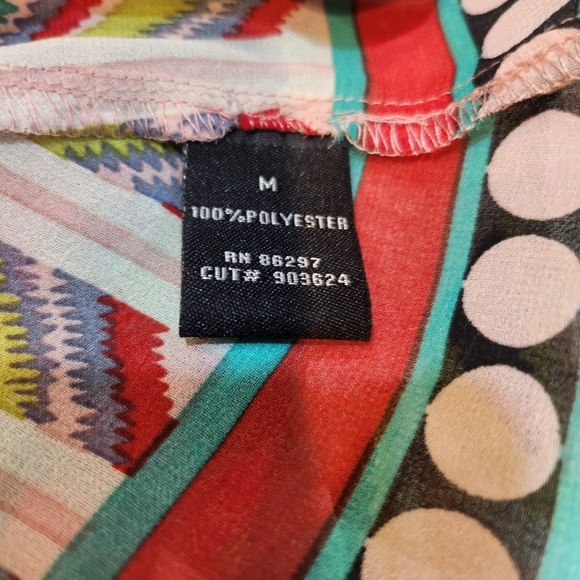 M
100%POLYESTER
RN 86297
CUT# 903624